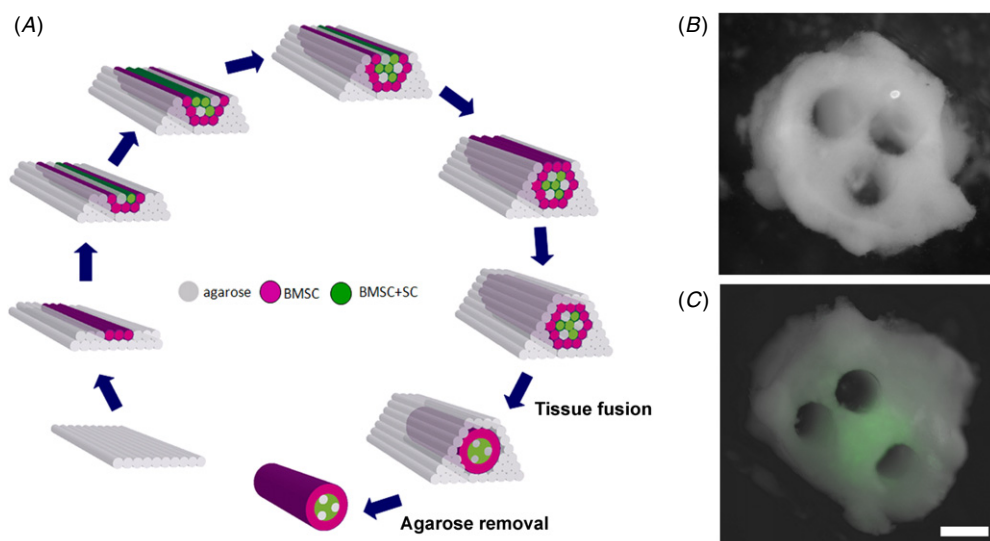 (A)
(B)
agarose BMSC BMSC+SC
(C)
Tissue fusion
Agarose removal